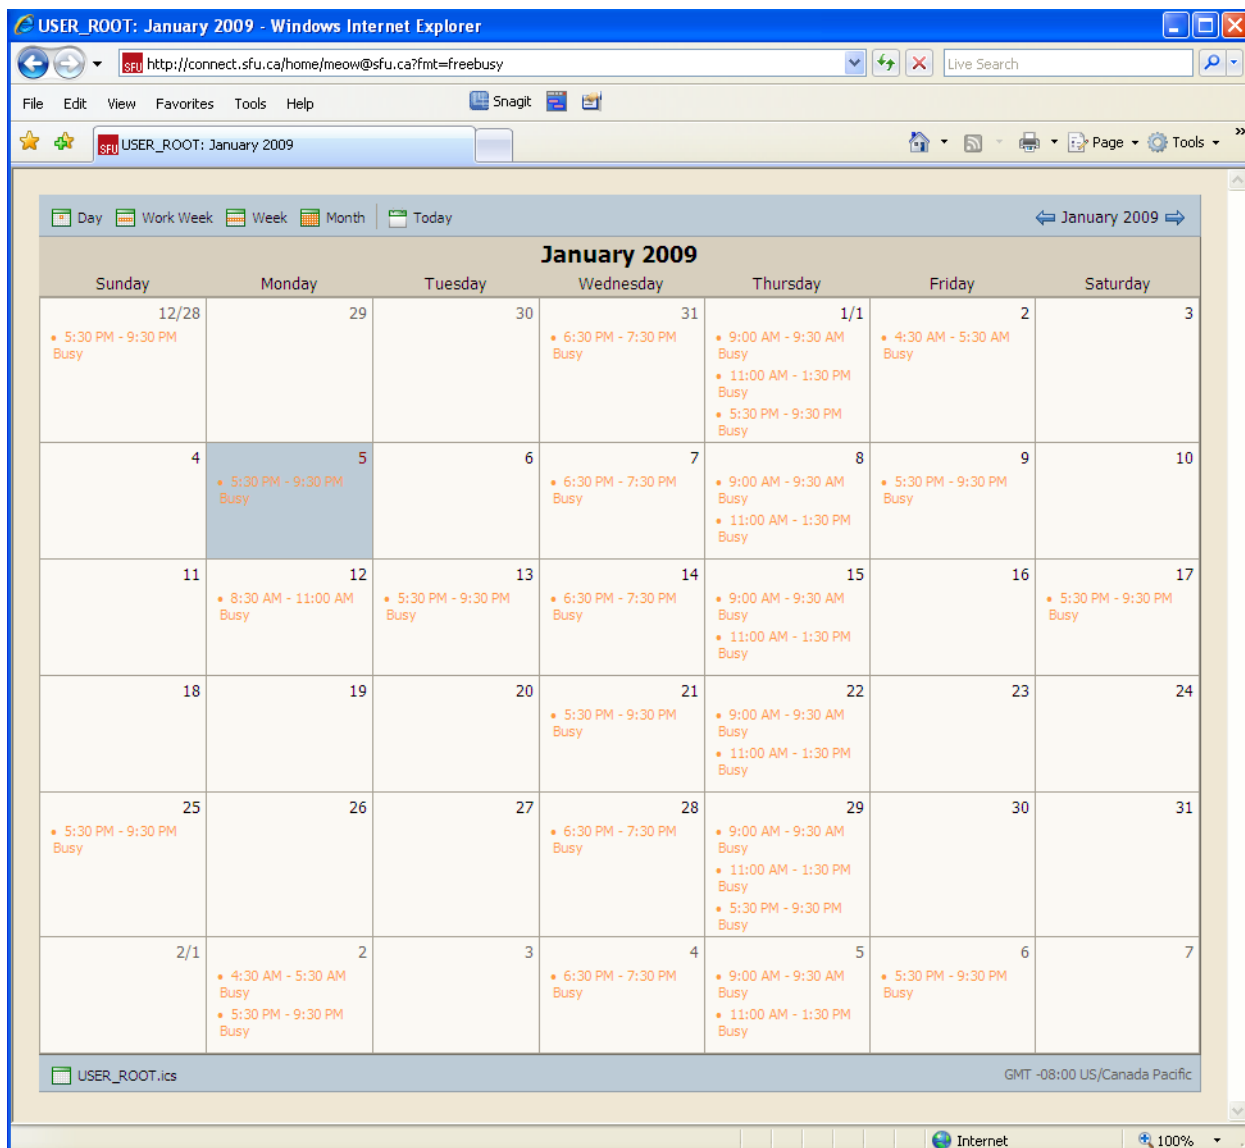 USER_ROOT: January 2009 - Windows Internet Explorer
SFU http://connect.sfu.ca/home/meow@sfu.ca?fmt=freebusy Live Search
File Edit View Favorites Tools Help Snagit
SFU USER_ROOT: January 2009 Page Tools »
Day Work Week Week Month Today January 2009
January 2009
Sunday Monday Tuesday Wednesday Thursday Friday Saturday
12/28 29 30 31 1/1 2 3
• 5:30 PM - 9:30 PM • 6:30 PM - 7:30 PM • 9:00 AM - 9:30 AM • 4:30 AM - 5:30 AM
Busy Busy Busy Busy
• 11:00 AM - 1:30 PM
Busy
• 5:30 PM - 9:30 PM
Busy
4 5 6 7 8 9 10
• 5:30 PM - 9:30 PM • 6:30 PM - 7:30 PM • 9:00 AM - 9:30 AM • 5:30 PM - 9:30 PM
Busy Busy Busy Busy
• 11:00 AM - 1:30 PM
Busy
11 12 13 14 15 16 17
• 8:30 AM - 11:00 AM • 5:30 PM - 9:30 PM • 6:30 PM - 7:30 PM • 9:00 AM - 9:30 AM • 5:30 PM - 9:30 PM
Busy Busy Busy Busy Busy
• 11:00 AM - 1:30 PM
Busy
18 19 20 21 22 23 24
• 5:30 PM - 9:30 PM • 9:00 AM - 9:30 AM
Busy Busy
• 11:00 AM - 1:30 PM
Busy
25 26 27 28 29 30 31
• 5:30 PM - 9:30 PM • 6:30 PM - 7:30 PM • 9:00 AM - 9:30 AM
Busy Busy Busy
• 11:00 AM - 1:30 PM
Busy
• 5:30 PM - 9:30 PM
Busy
2/1 2 3 4 5 6 7
• 4:30 AM - 5:30 AM • 6:30 PM - 7:30 PM • 9:00 AM - 9:30 AM • 5:30 PM - 9:30 PM
Busy Busy Busy Busy
• 5:30 PM - 9:30 PM • 11:00 AM - 1:30 PM
Busy Busy
USER_ROOT.ics GMT -08:00 US/Canada Pacific
Internet 100%